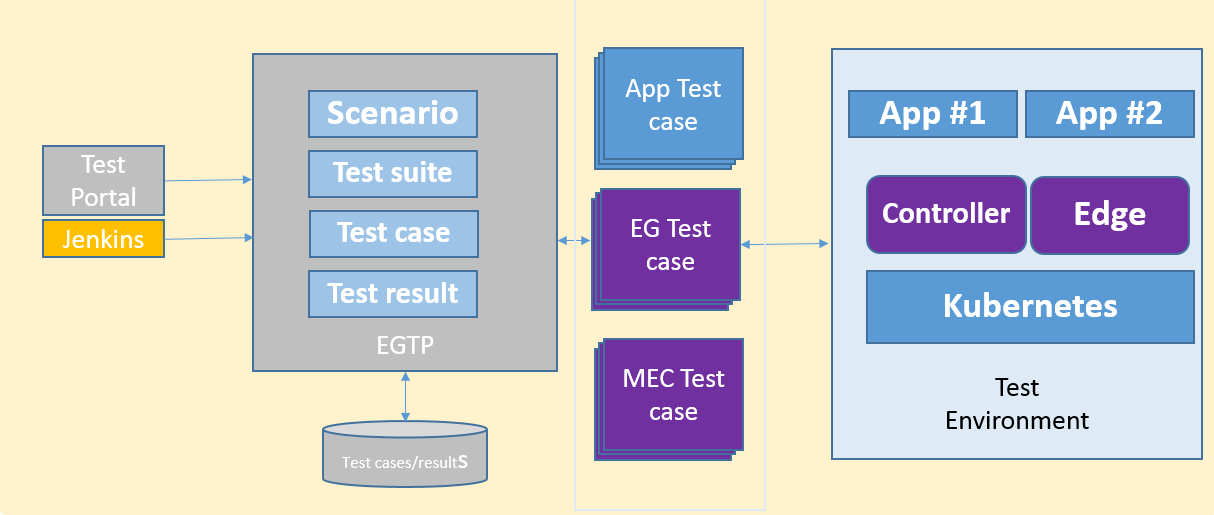 Test
Portal
Jenkins
Scenario
Test suite
Test case
Test result
EGTP
Test cases/resultS
App Test
case
EG Test
case
MEC Test
case
App #1
App #2
Controller
Edge
Kubernetes
Test
Environment